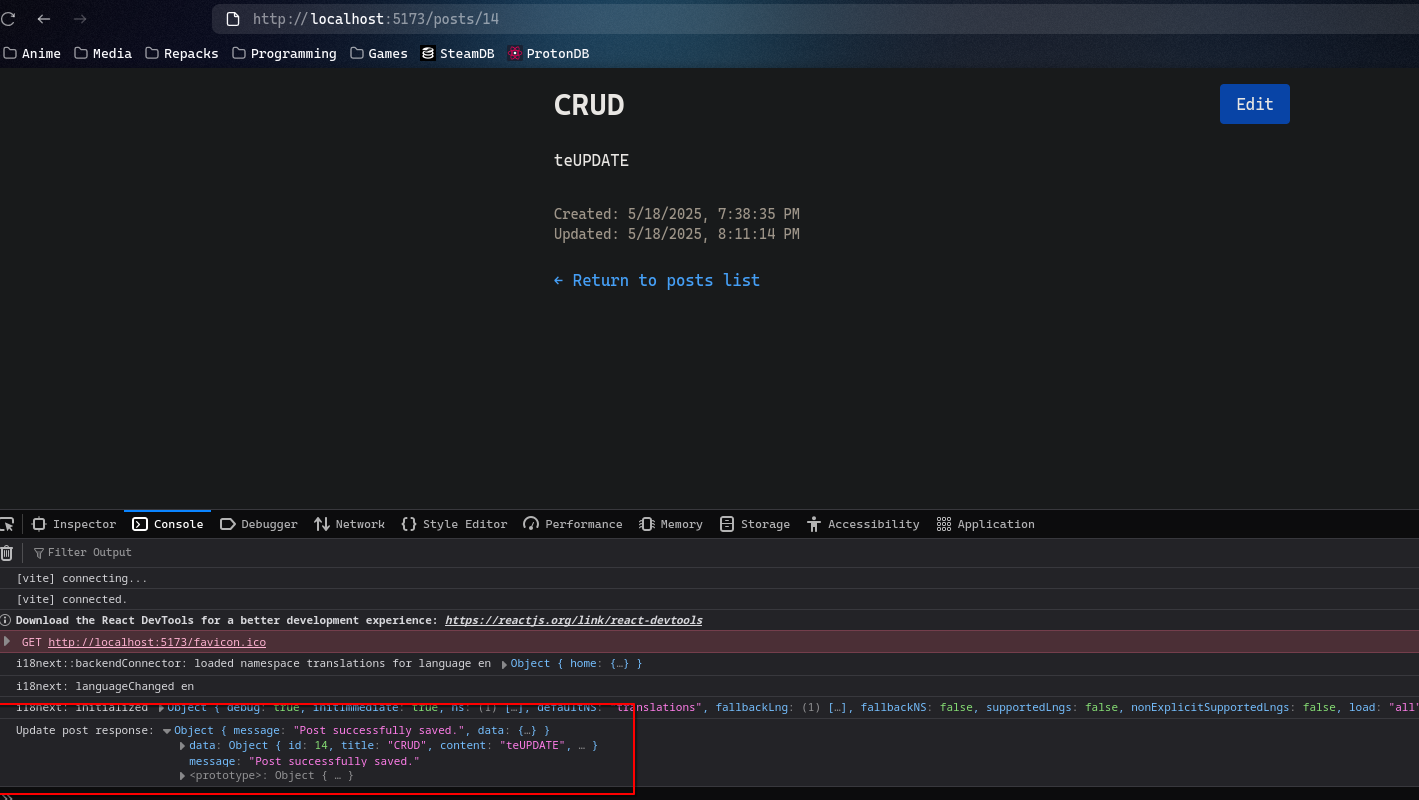 http://localhost:5173/posts/14
Anime Media Repacks Programming Games SteamDB ProtonDB
CRUD
Edit
teUPDATE
Created: 5/18/2025, 7:38:35 PM
Updated: 5/18/2025, 8:11:14 PM
← Return to posts list
Inspector Console Debugger Network Style Editor Performance Memory Storage Accessibility Application
Filter Output
[vite] connecting...
[vite] connected.
Download the React DevTools for a better development experience: https://reactjs.org/link/react-devtools
GET http://localhost:5173/favicon.ico
i18next::backendConnector: loaded namespace translations for language en Object { home: {…} }
i18next: languageChanged en
i18next: initialized Object { debug: true, initImmediate: true, ns: (1) […], defaultNS: "translations", fallbackLng: (1) […], fallbackNS: false, supportedLngs: false, nonExplicitSupportedLngs: false, load: "all"
Update post response: Object { message: "Post successfully saved.", data: {…} }
data: Object { id: 14, title: "CRUD", content: "teUPDATE", … }
message: "Post successfully saved."
<prototype>: Object { … }